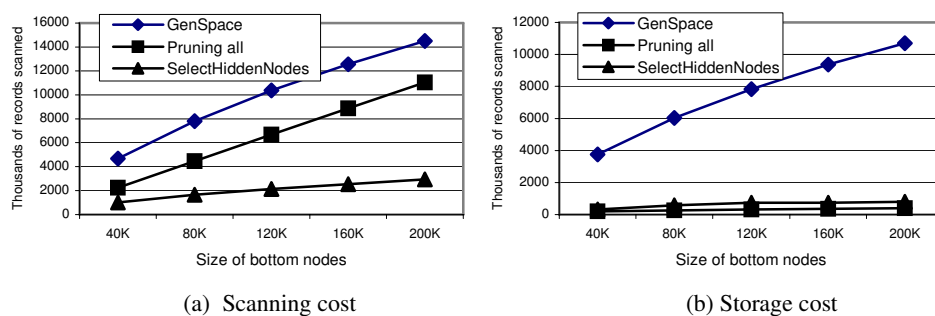 Thousands of records scanned
16000
14000
12000
10000
8000
6000
4000
2000
0
GenSpace
Pruning all
SelectHiddenNodes
40K 80K 120K 160K 200K
Size of bottom nodes
(a) Scanning cost
Thousands of records scanned
12000
10000
8000
6000
4000
2000
0
GenSpace
Pruning all
SelectHiddenNodes
40K 80K 120K 160K 200K
Size of bottom nodes
(b) Storage cost